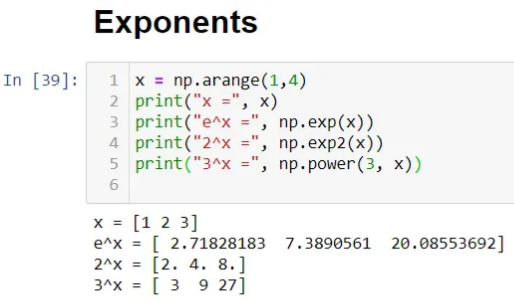 Exponents
In [39]:
1 x = np.arange(1,4)
2 print("x =", x)
3 print("e^x =", np.exp(x))
4 print("2^x =", np.exp2(x))
5 print("3^x =", np.power(3, x))
6
x = [1 2 3]
e^x = [ 2.71828183  7.3890561  20.08553692]
2^x = [2. 4. 8.]
3^x = [ 3  9 27]